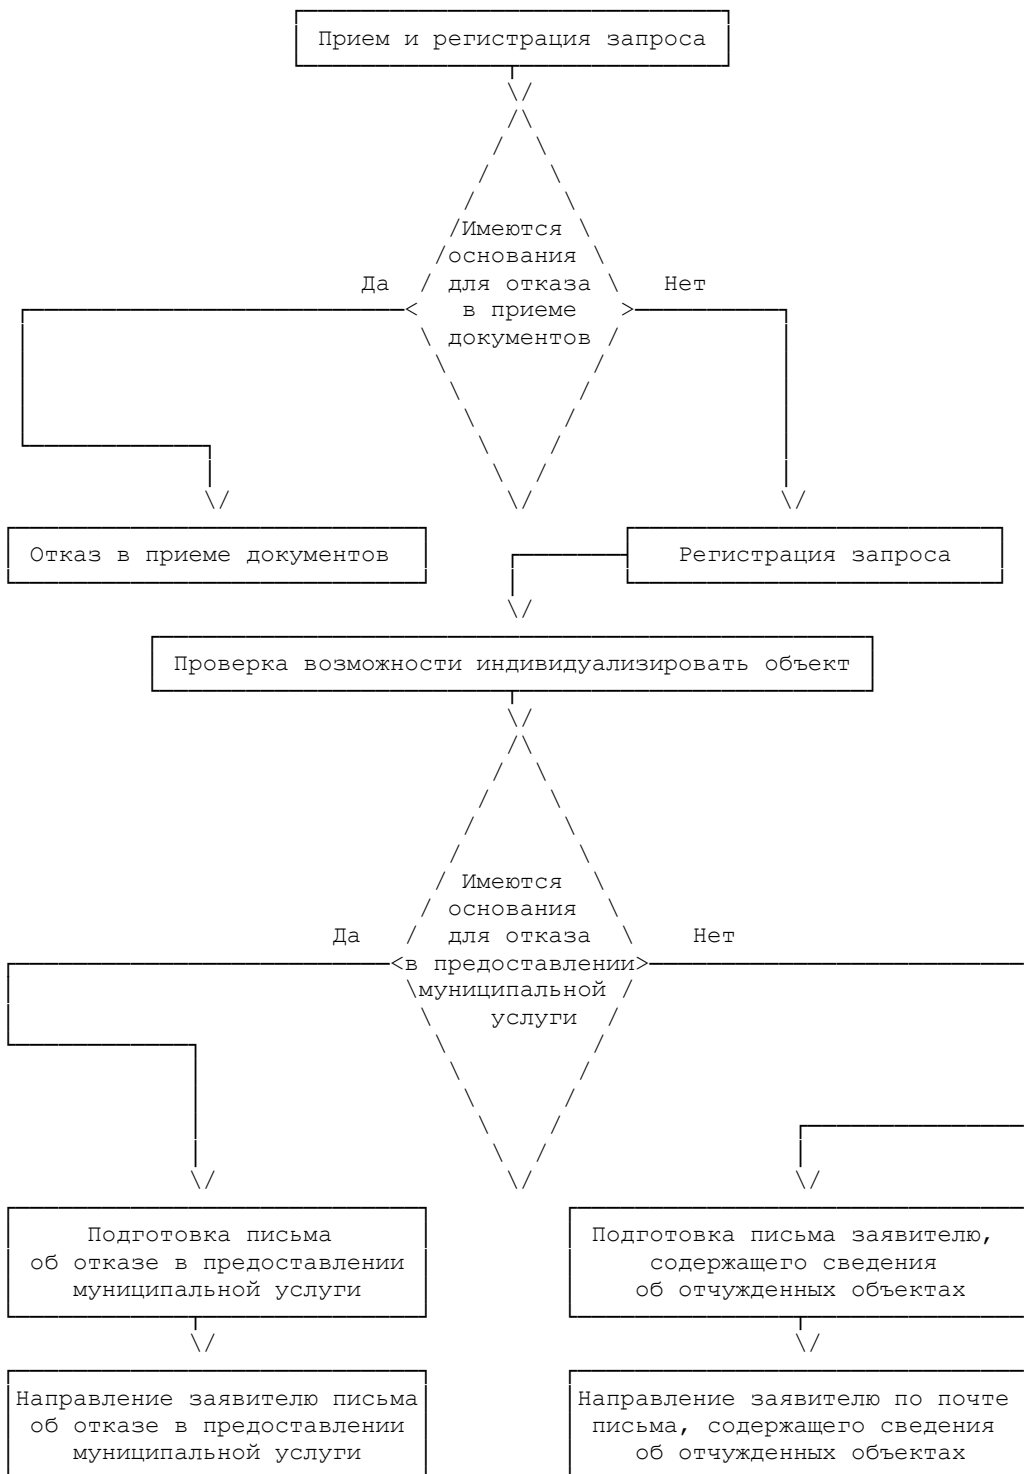 Прием и регистрация запроса
Имеются
основания
Да для отказа Нет
в приеме
документов
Отказ в приеме документов
Регистрация запроса
Проверка возможности индивидуализировать объект
Имеются
основания
Да для отказа Нет
в предоставлении
муниципальной
услуги
Подготовка письма
об отказе в предоставлении
муниципальной услуги
Подготовка письма заявителю,
содержащего сведения
об отчужденных объектах
Направление заявителю письма
об отказе в предоставлении
муниципальной услуги
Направление заявителю по почте
письма, содержащего сведения
об отчужденных объектах